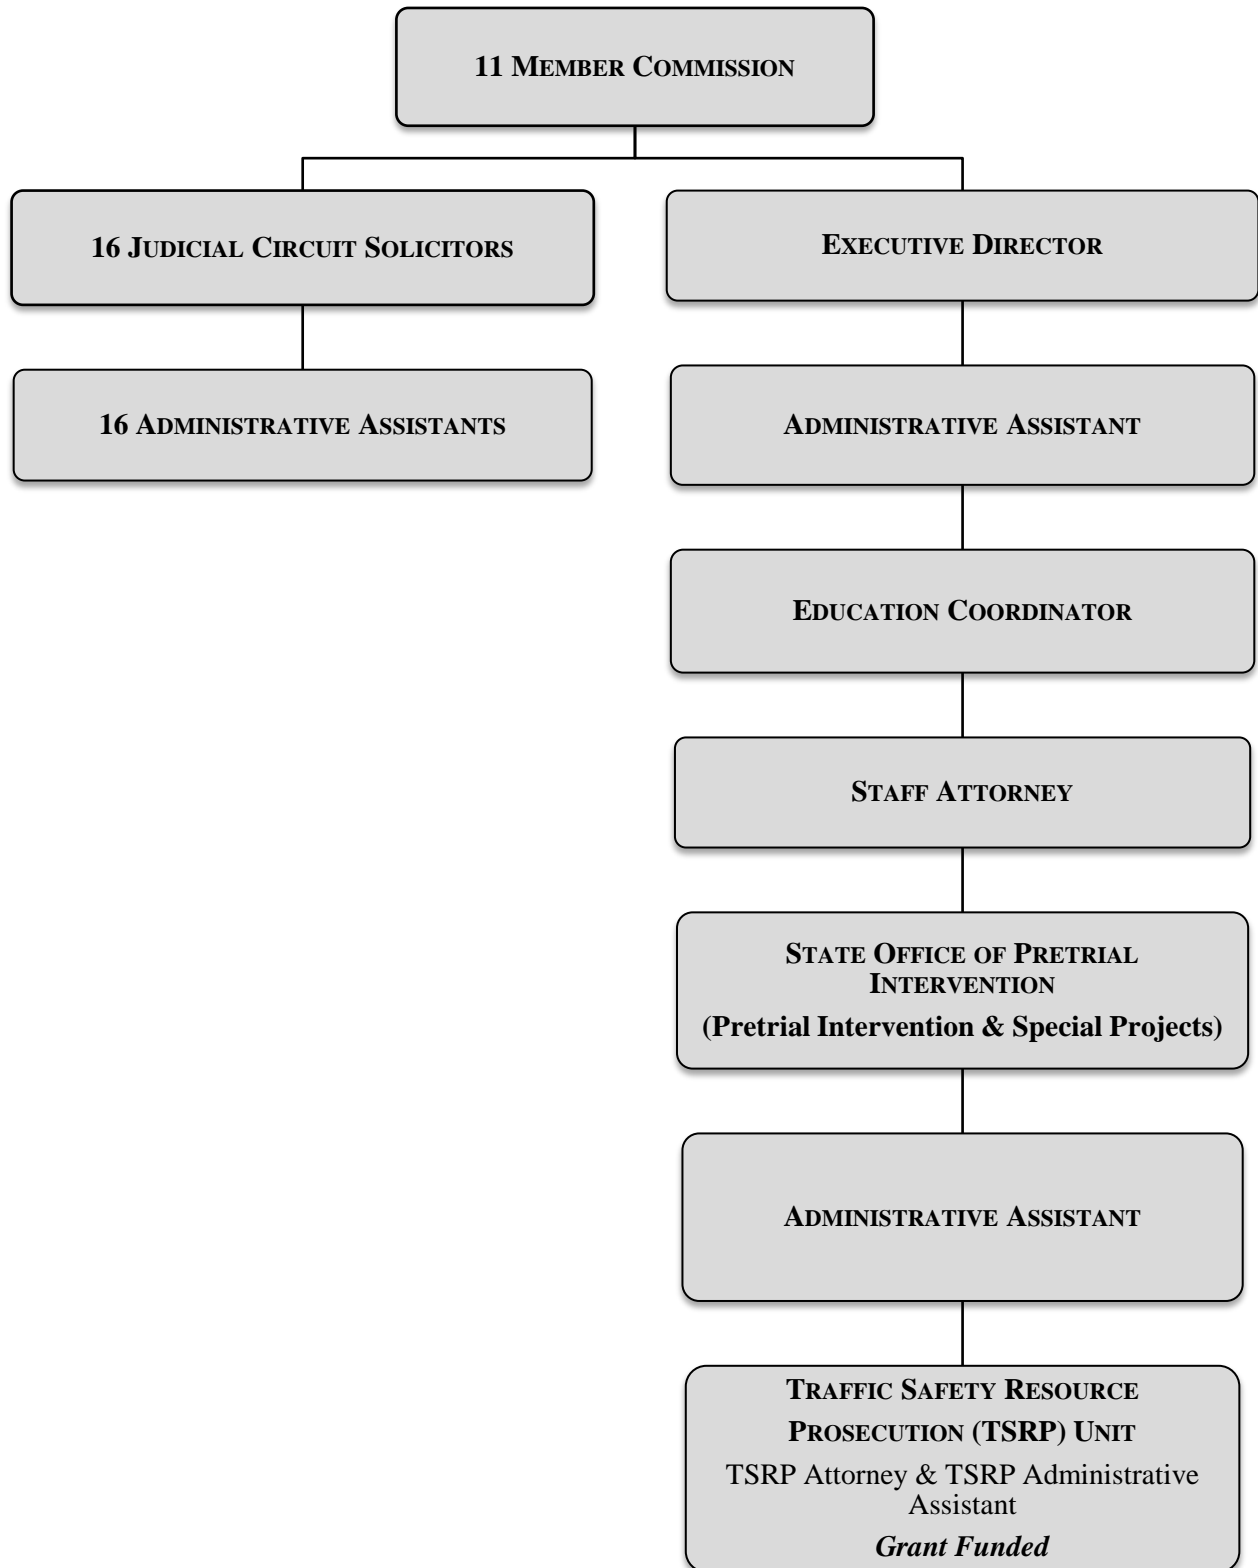 11 MEMBER COMMISSION
16 JUDICIAL CIRCUIT SOLICITORS
EXECUTIVE DIRECTOR
16 ADMINISTRATIVE ASSISTANTS
ADMINISTRATIVE ASSISTANT
EDUCATION COORDINATOR
STAFF ATTORNEY
STATE OFFICE OF PRETRIAL
INTERVENTION
(Pretrial Intervention & Special Projects)
ADMINISTRATIVE ASSISTANT
TRAFFIC SAFETY RESOURCE
PROSECUTION (TSRP) UNIT
TSRP Attorney & TSRP Administrative
Assistant
Grant Funded